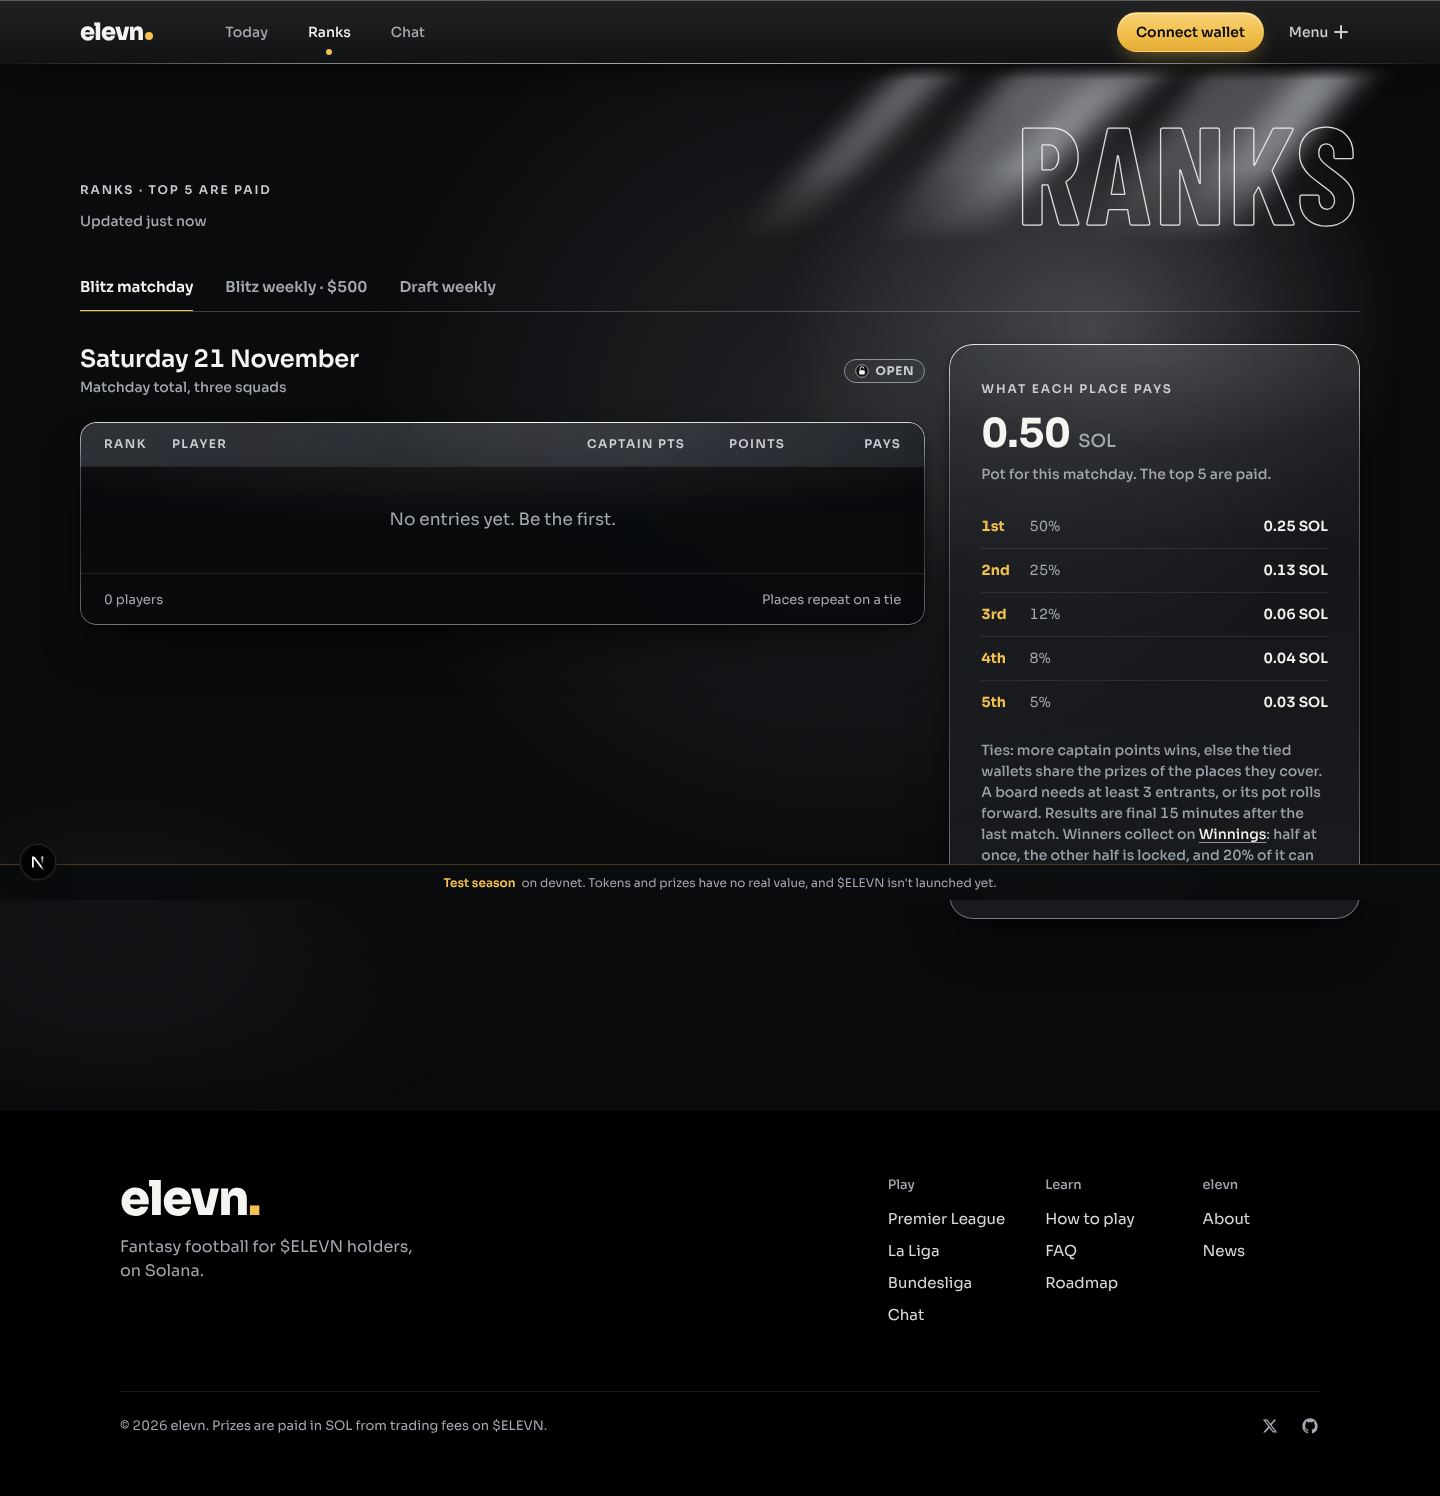 elevn.
Today
Ranks
Chat
Connect wallet
Menu
RANKS
RANKS · TOP 5 ARE PAID
Updated just now
Blitz matchday
Blitz weekly · $500
Draft weekly
Saturday 21 November
Matchday total, three squads
OPEN
RANK PLAYER CAPTAIN PTS POINTS PAYS
No entries yet. Be the first.
0 players
Places repeat on a tie
WHAT EACH PLACE PAYS
0.50 SOL
Pot for this matchday. The top 5 are paid.
1st 50% 0.25 SOL
2nd 25% 0.13 SOL
3rd 12% 0.06 SOL
4th 8% 0.04 SOL
5th 5% 0.03 SOL
Ties: more captain points wins, else the tied
wallets share the prizes of the places they cover.
A board needs at least 3 entrants, or its pot rolls
forward. Results are final 15 minutes after the
last match. Winners collect on Winnings: half at
once, the other half is locked, and 20% of it can
N
Test season on devnet. Tokens and prizes have no real value, and $ELEVN isn't launched yet.
elevn.
Fantasy football for $ELEVN holders,
on Solana.
Play
Premier League
La Liga
Bundesliga
Chat
Learn
How to play
FAQ
Roadmap
elevn
About
News
© 2026 elevn. Prizes are paid in SOL from trading fees on $ELEVN.